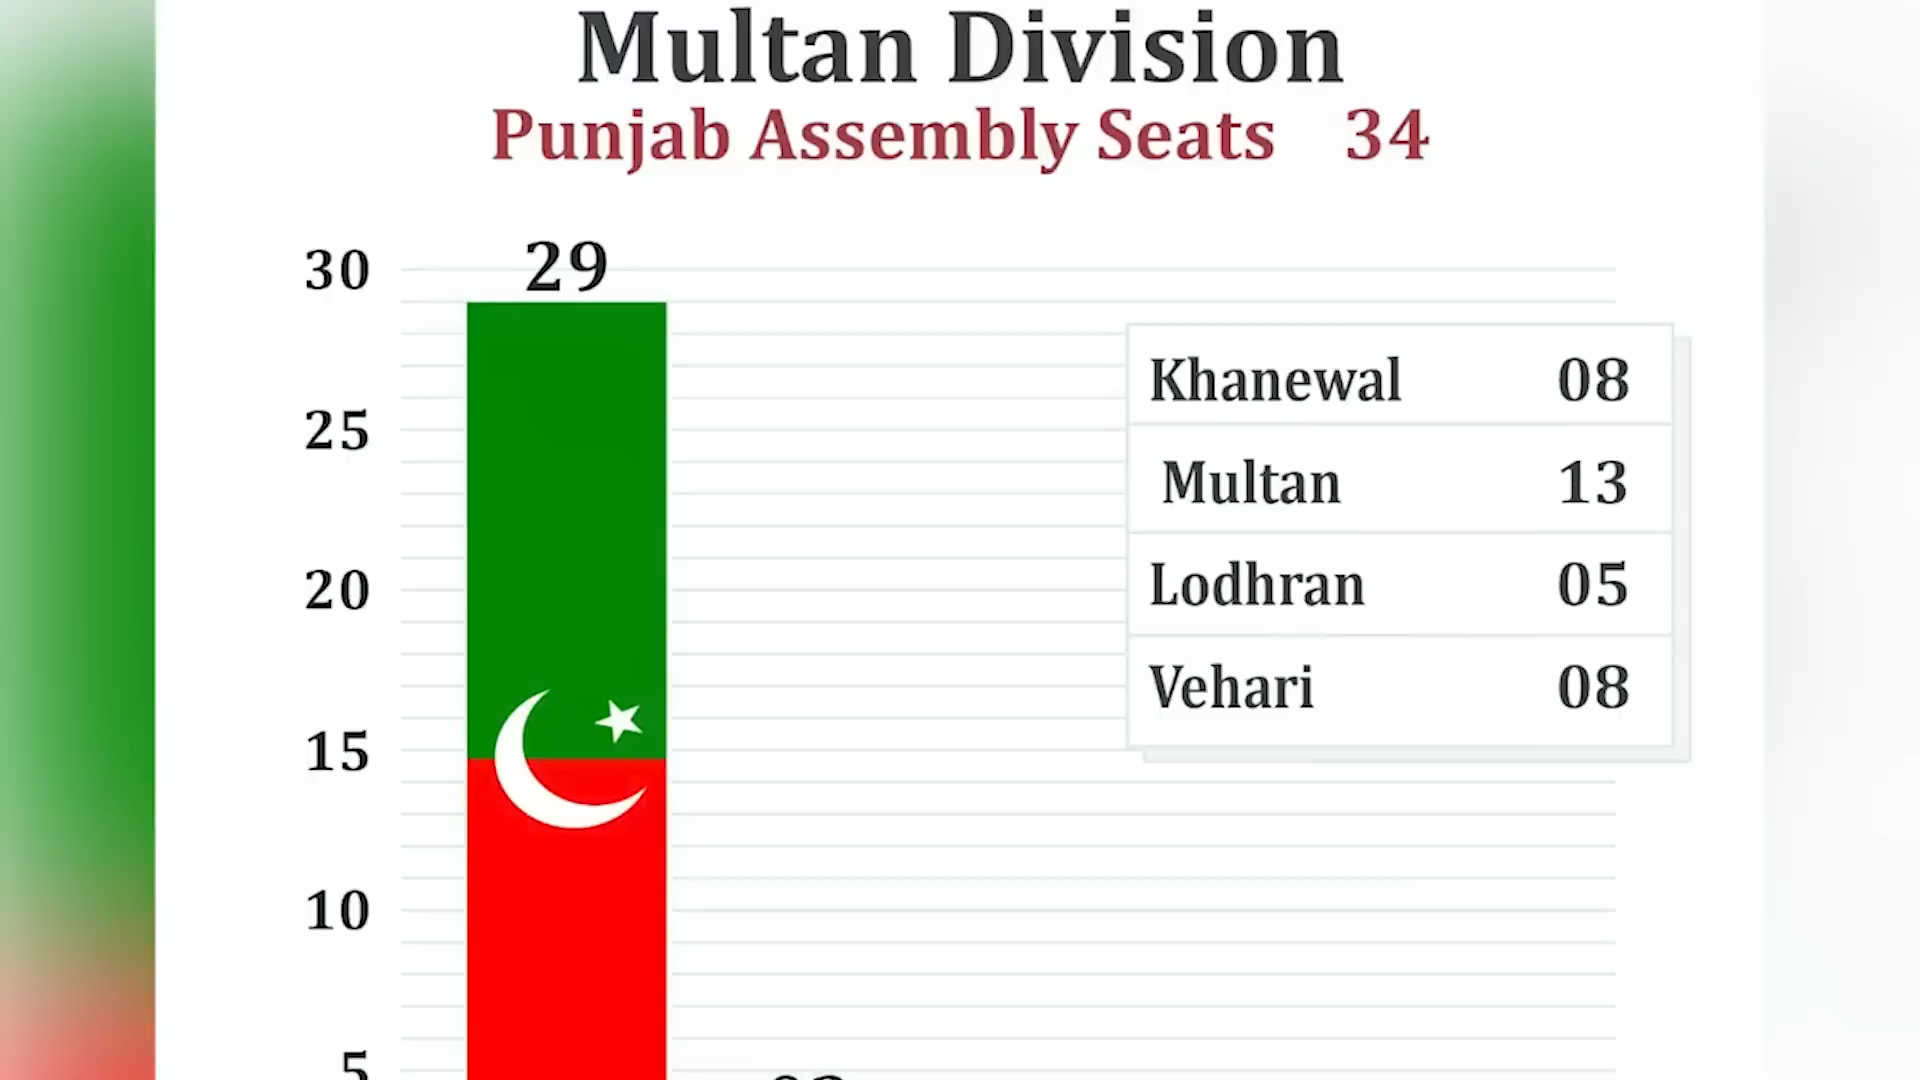 Multan Division
Punjab Assembly Seats 34
29
30
25
20
15
10
5
Khanewal 08
Multan 13
Lodhran 05
Vehari 08